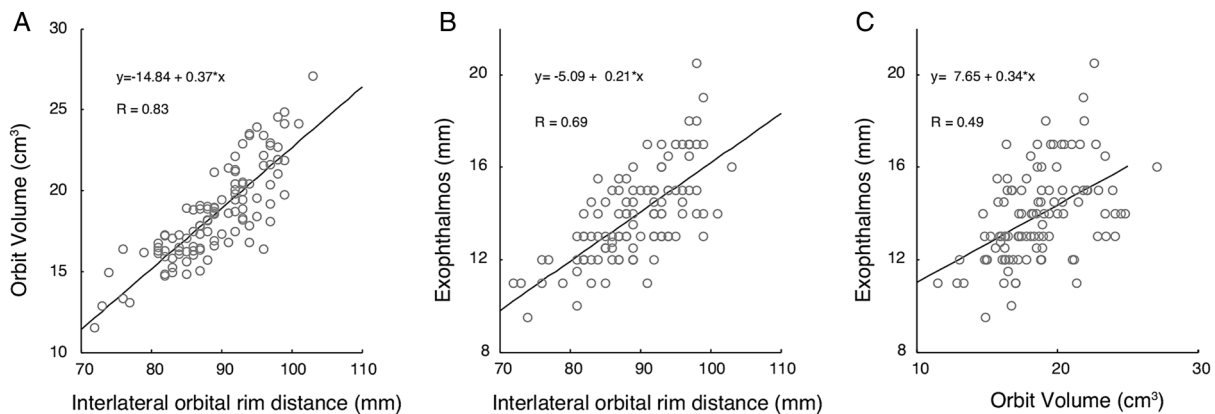 A
30
25
20
15
10
y=-14.84 + 0.37*x
R = 0.83
Orbit Volume (cm³)
70 80 90 100 110
Interlateral orbital rim distance (mm)
B
20
16
12
8
y= -5.09 + 0.21*x
R = 0.69
Exophthalmos (mm)
70 80 90 100 110
Interlateral orbital rim distance (mm)
C
20
16
12
8
y= 7.65 + 0.34*x
R = 0.49
Exophthalmos (mm)
10 20 30
Orbit Volume (cm³)